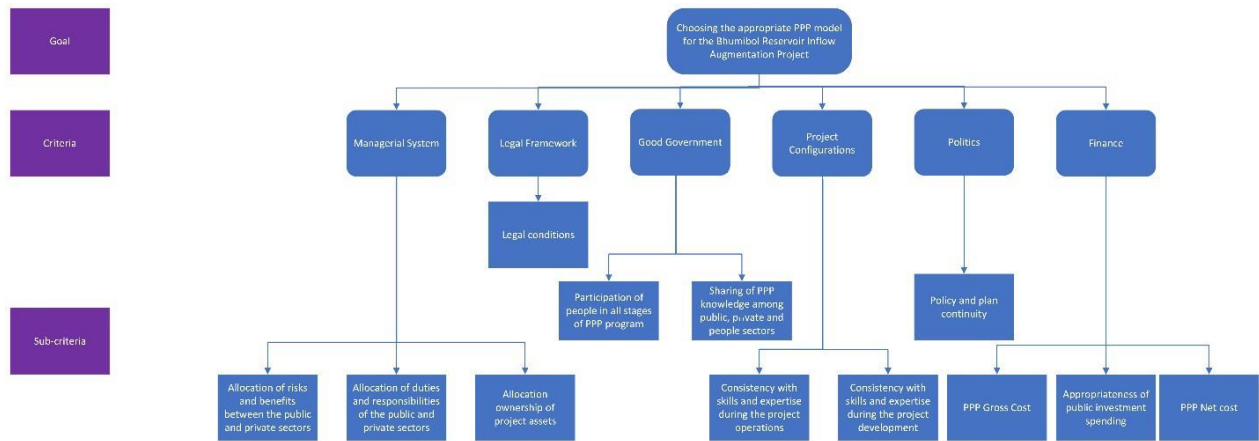 Goal
Choosing the appropriate PPP model
for the Bhumibol Reservoir Inflow
Augmentation Project
Criteria
Managerial System
Legal Framework
Good Government
Project
Configurations
Politics
Finance
Legal conditions
Participation of
people in all stages
of PPP program
Sharing of PPP
knowledge among
public, private and
people sectors
Policy and plan
continuity
Sub-criteria
Allocation of risks
and benefits
between the public
and private sectors
Allocation of duties
and responsibilities
of the public and
private sectors
Allocation
ownership of
project assets
Consistency with
skills and expertise
during the project
operations
Consistency with
skills and expertise
during the project
development
PPP Gross Cost
Appropriateness of
public investment
spending
PPP Net cost